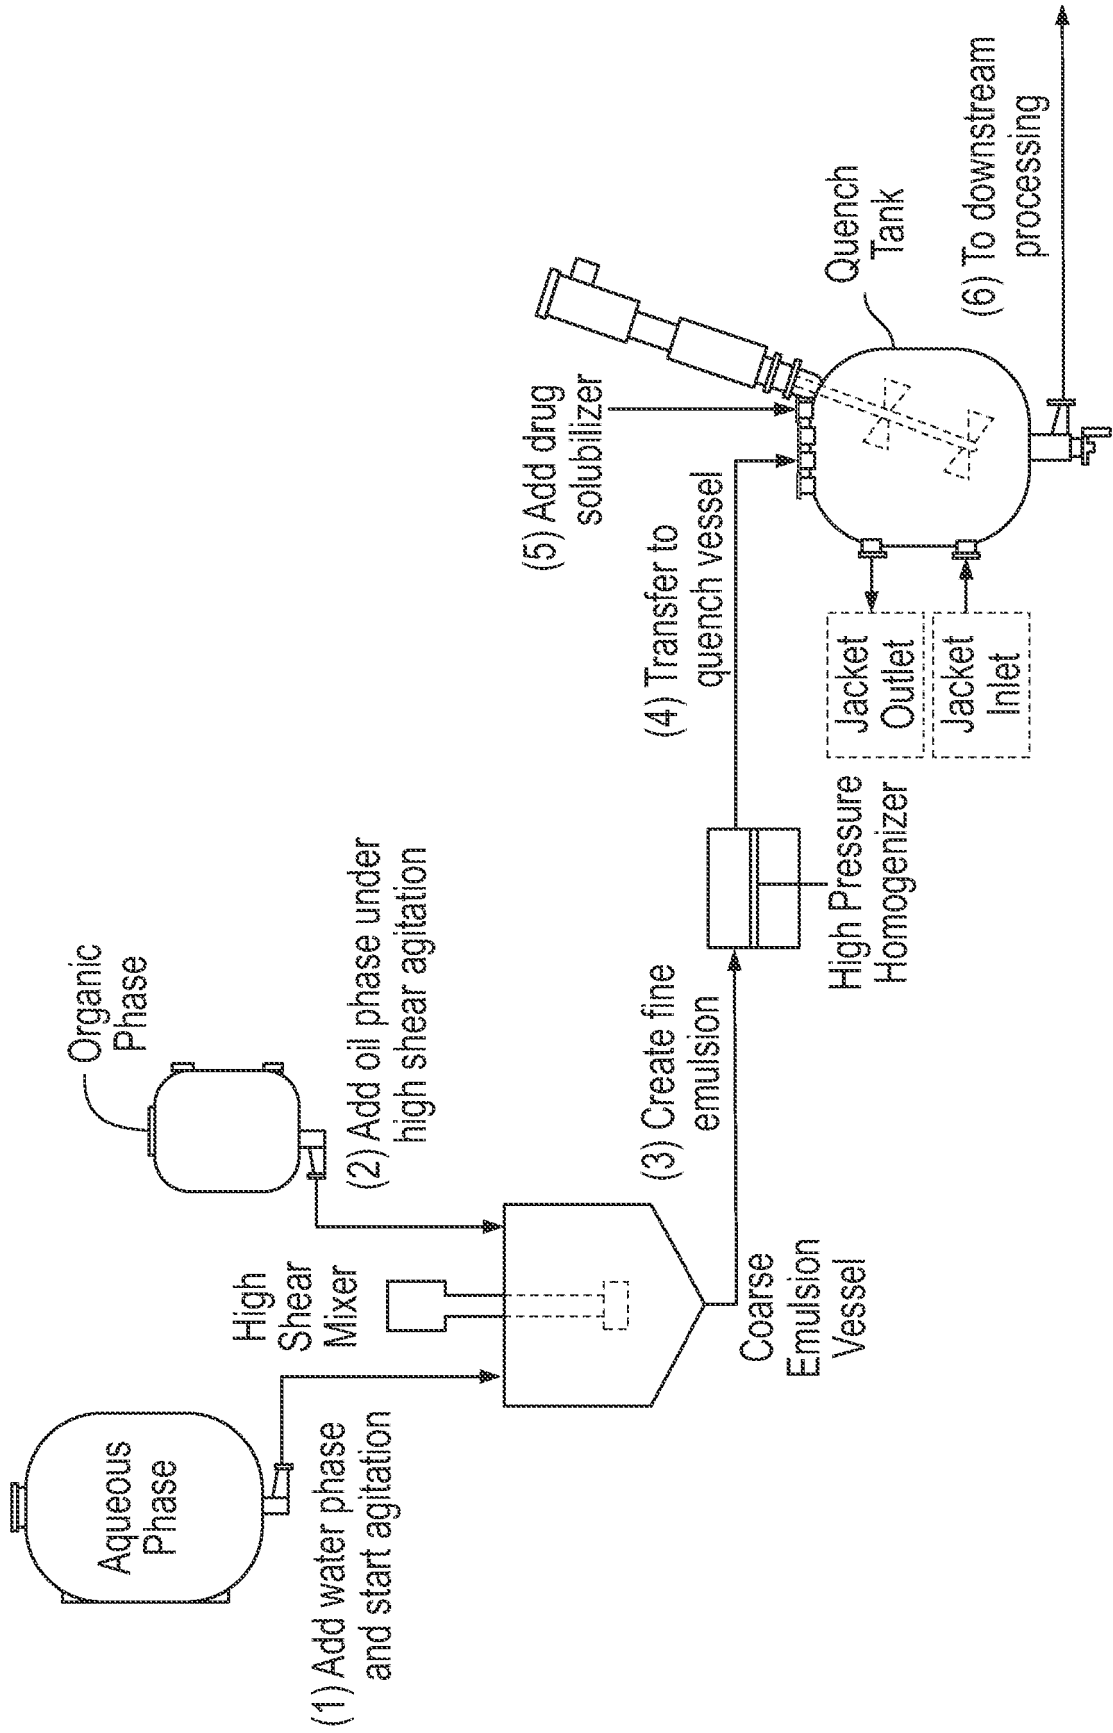 Aqueous
Phase
(1) Add water phase
and start agitation
High
Shear
Mixer
Organic
Phase
(2) Add oil phase under
high shear agitation
Coarse
Emulsion
Vessel
(3) Create fine
emulsion
High Pressure
Homogenizer
(4) Transfer to
quench vessel
(5) Add drug
solubilizer
Jacket
Outlet
Jacket
Inlet
Quench
Tank
(6) To downstream
processing